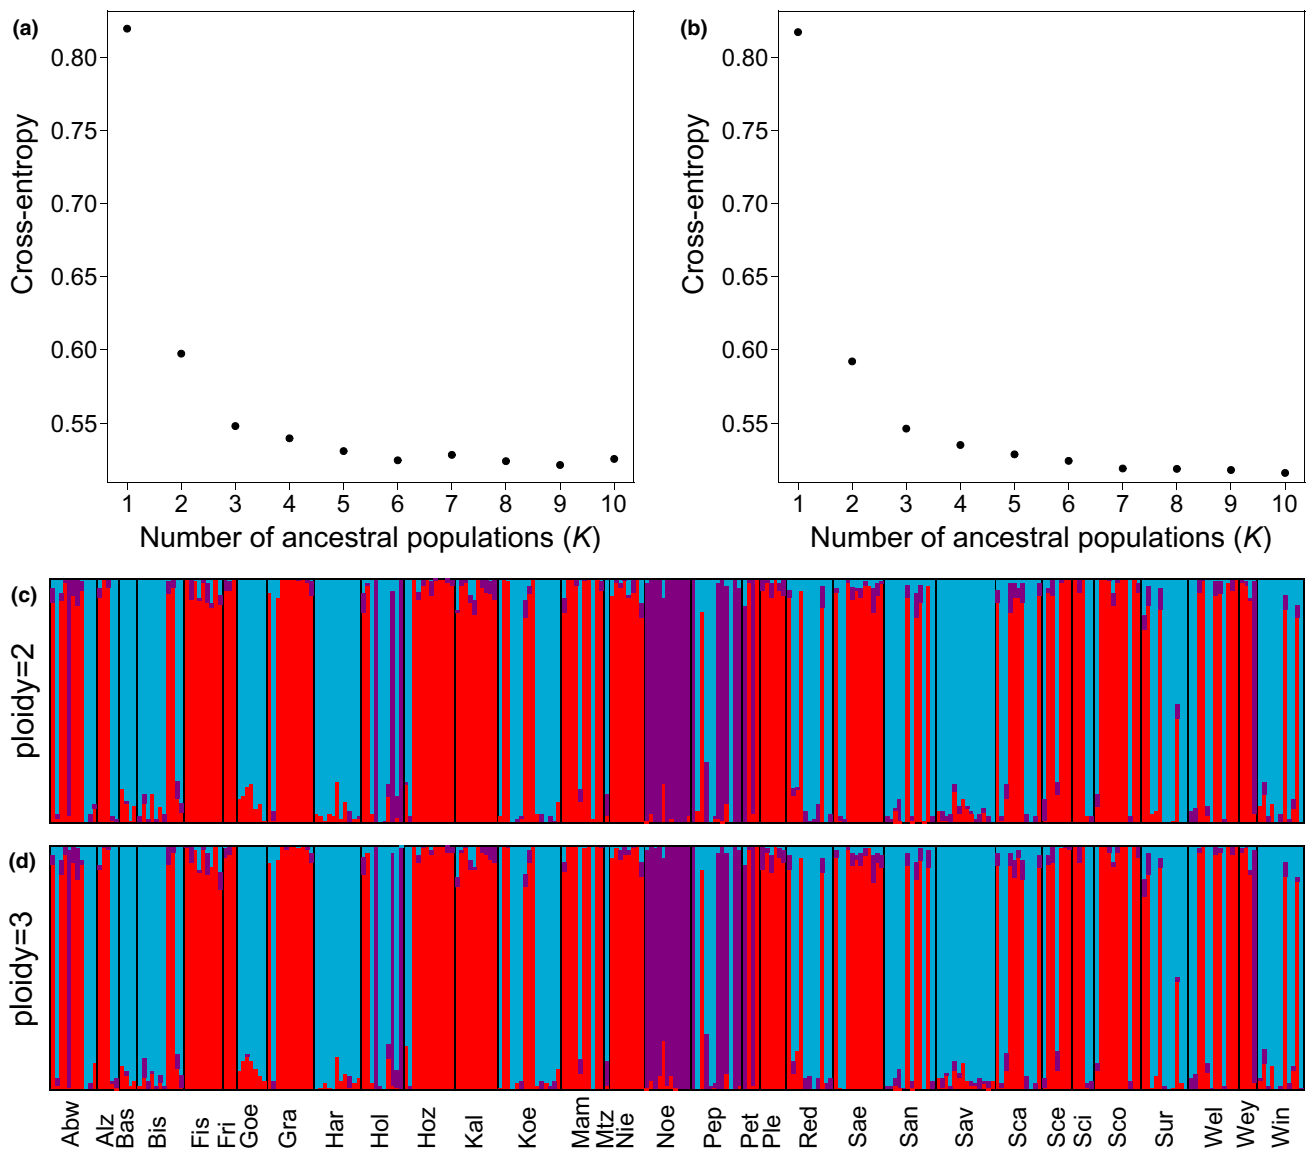 (a)
0.80
0.75
0.70
0.65
0.60
0.55
Cross-entropy
1 2 3 4 5 6 7 8 9 10
Number of ancestral populations (K)
(b)
0.80
0.75
0.70
0.65
0.60
0.55
Cross-entropy
1 2 3 4 5 6 7 8 9 10
Number of ancestral populations (K)
(c)
ploidy=2
(d)
ploidy=3
Abw Alz Bas Bis Fis Fri Goe Gra Har Hol Hoz Kal Koe Mam Mtz Nie Noe Pep Pet Ple Red Sae San Sav Sca Sce Sci Sco Sur Wel Wey Win